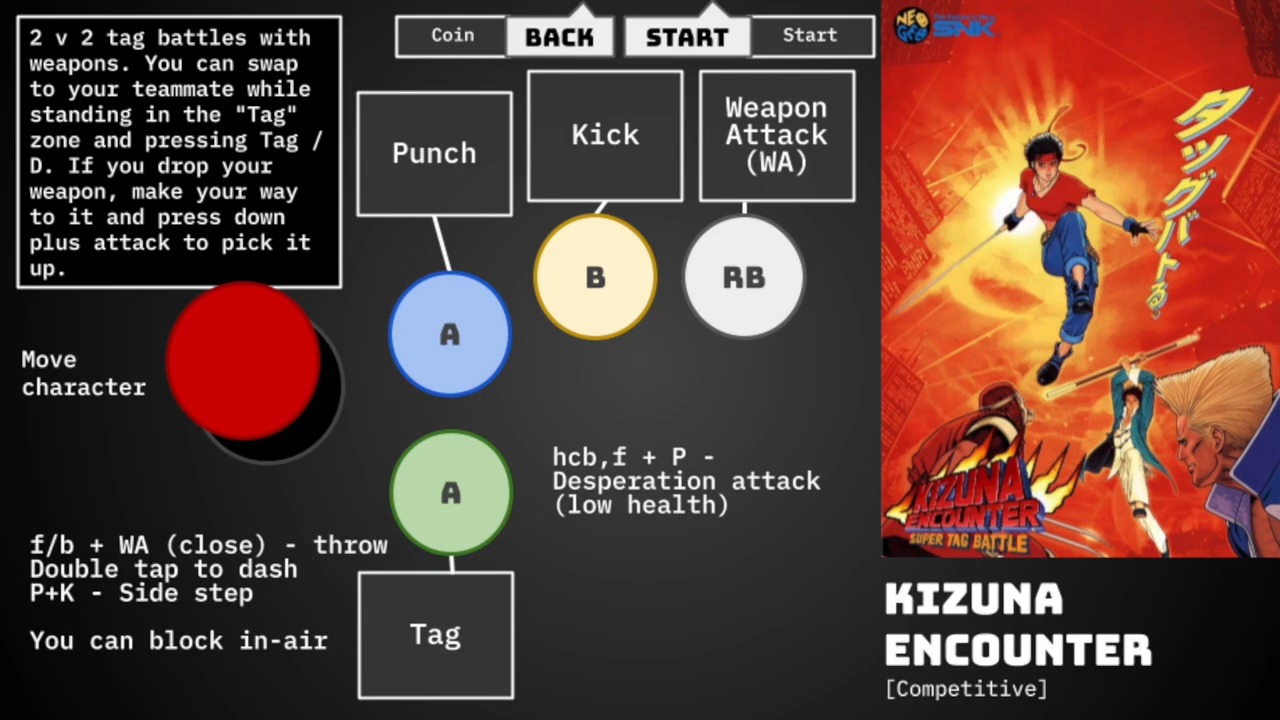 2 v 2 tag battles with
weapons. You can swap
to your teammate while
standing in the "Tag"
zone and pressing Tag /
D. If you drop your
weapon, make your way
to it and press down
plus attack to pick it
up.
Coin
BACK
START
Start
Punch
Kick
Weapon
Attack
(WA)
A
B
RB
Move
character
A
hcb,f + P -
Desperation attack
(low health)
f/b + WA (close) - throw
Double tap to dash
P+K - Side step
You can block in-air
Tag
NEO
GEO
SNK
タッグバトる
KIZUNA
ENCOUNTER
SUPER TAG BATTLE
KIZUNA
ENCOUNTER
[Competitive]